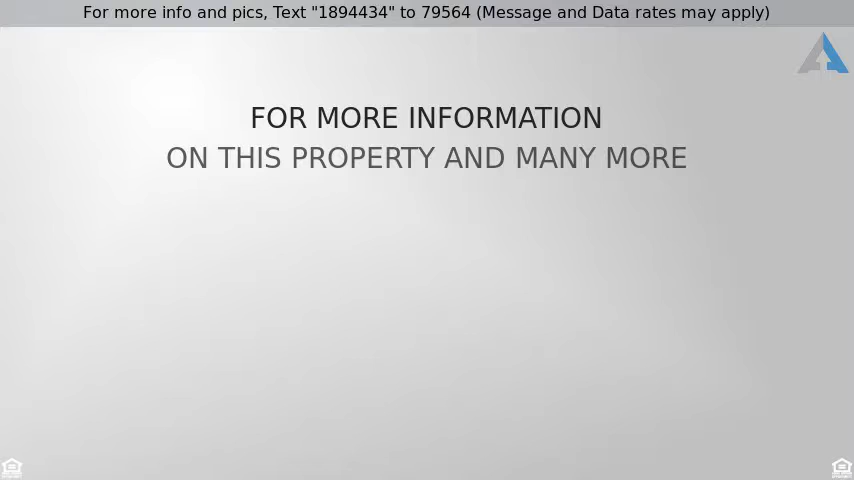 For more info and pics, Text "1894434" to 79564 (Message and Data rates may apply)
FOR MORE INFORMATION
ON THIS PROPERTY AND MANY MORE